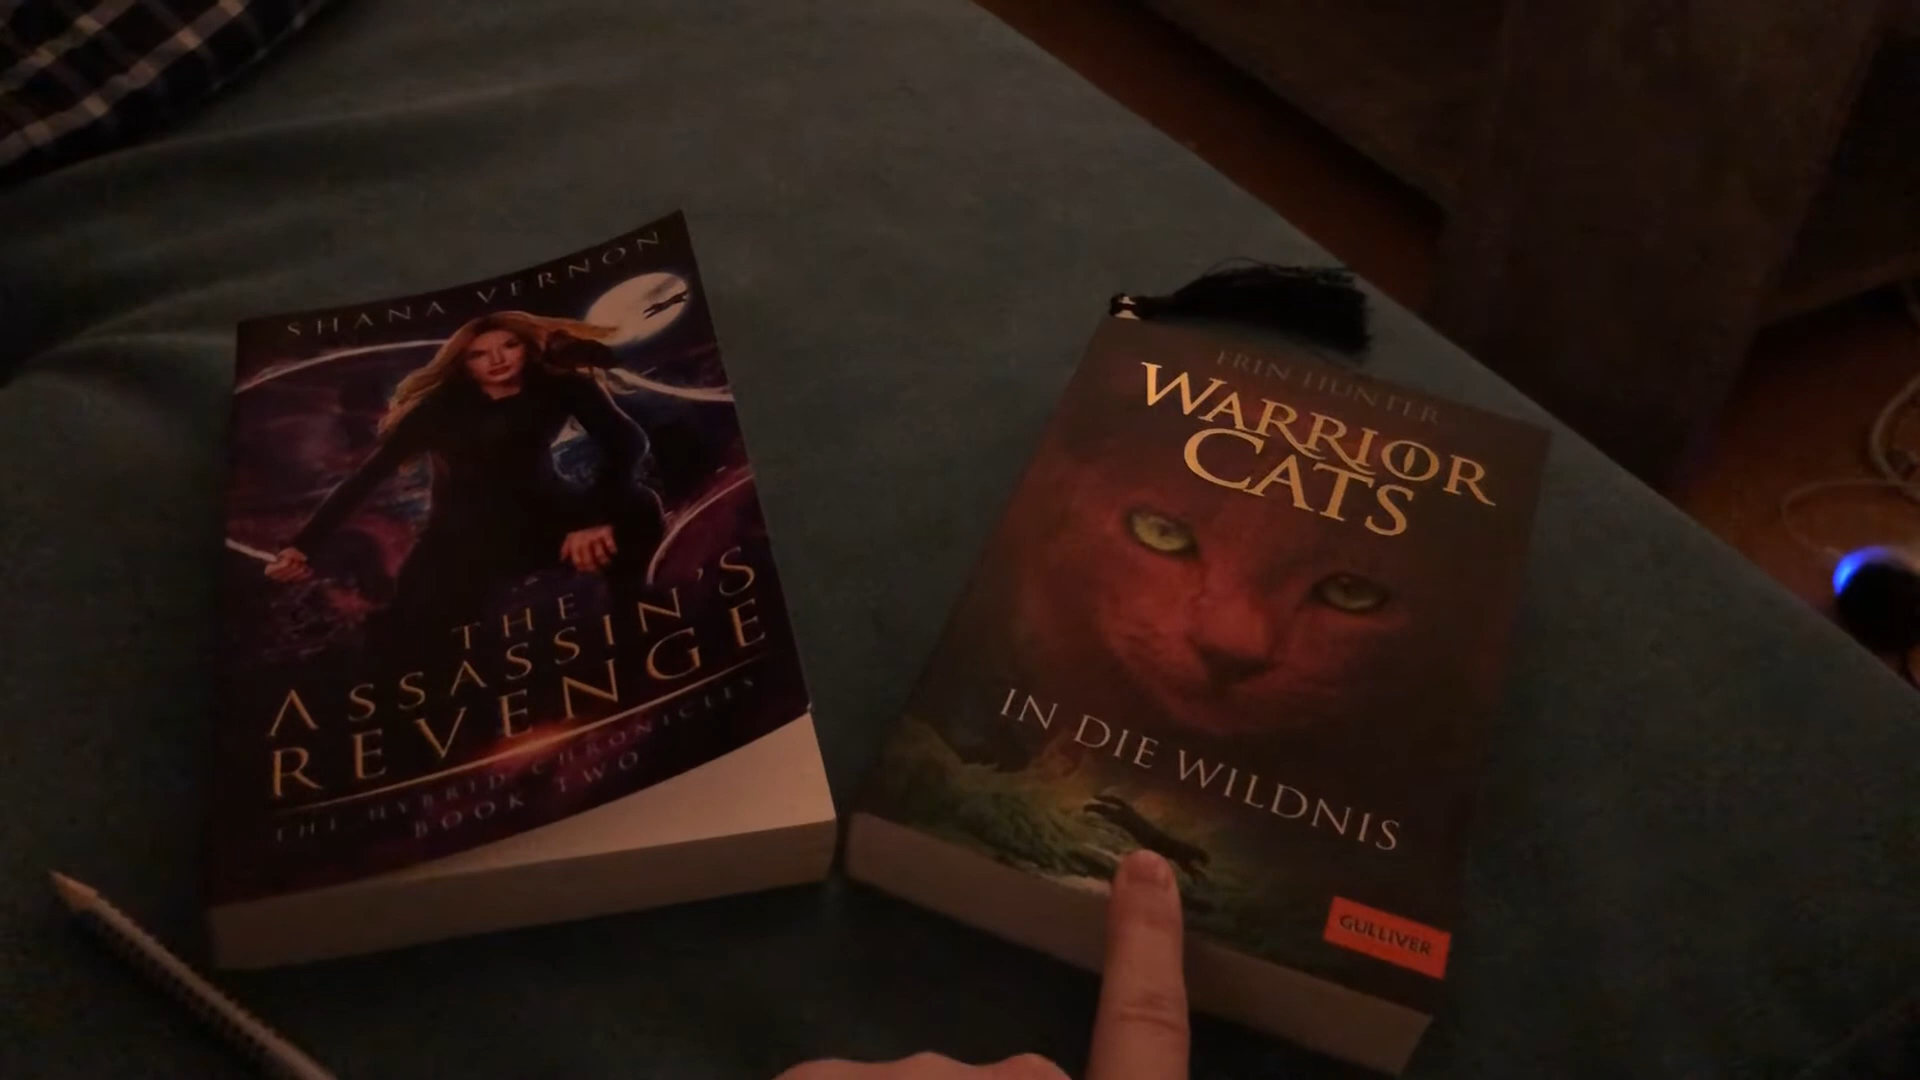 SHANA VERNON
THE
ASSASSIN'S
REVENGE
THE HYBRID CHRONICLES
BOOK TWO
ERIN HUNTER
WARRIOR
CATS
IN DIE WILDNIS
GULLIVER